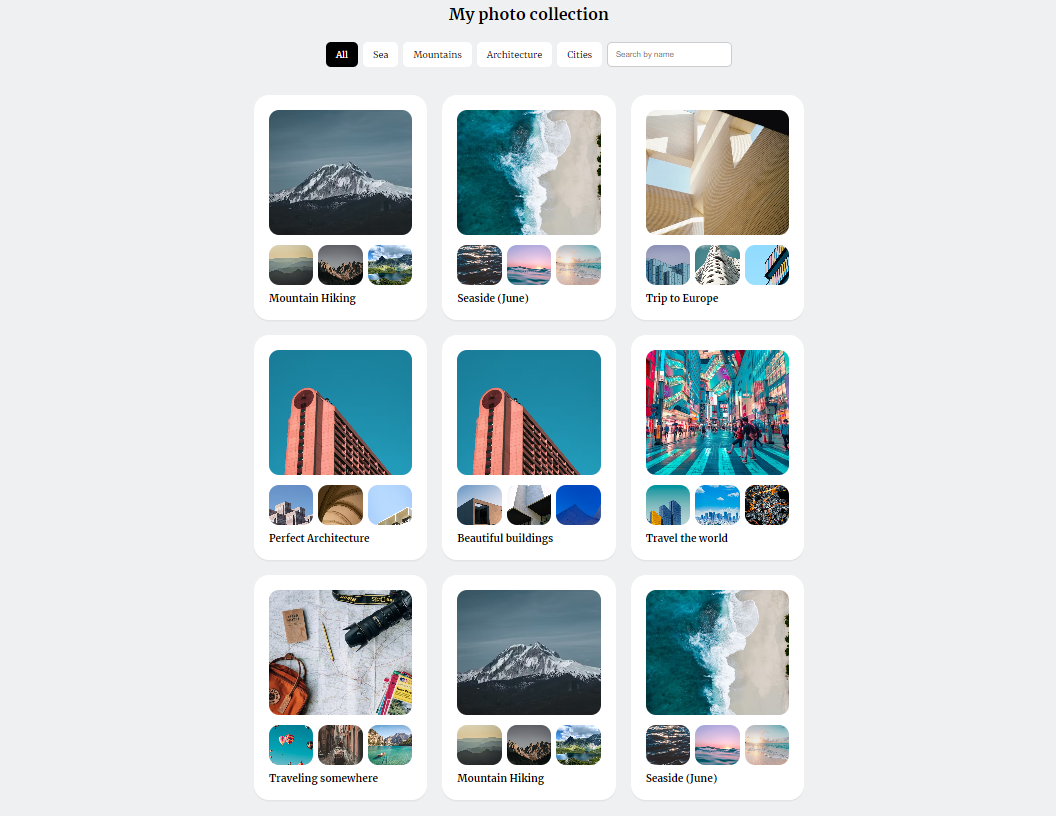 My photo collection
All Sea Mountains Architecture Cities Search by name
Mountain Hiking Seaside (June) Trip to Europe
Perfect Architecture Beautiful buildings Travel the world
Traveling somewhere Mountain Hiking Seaside (June)